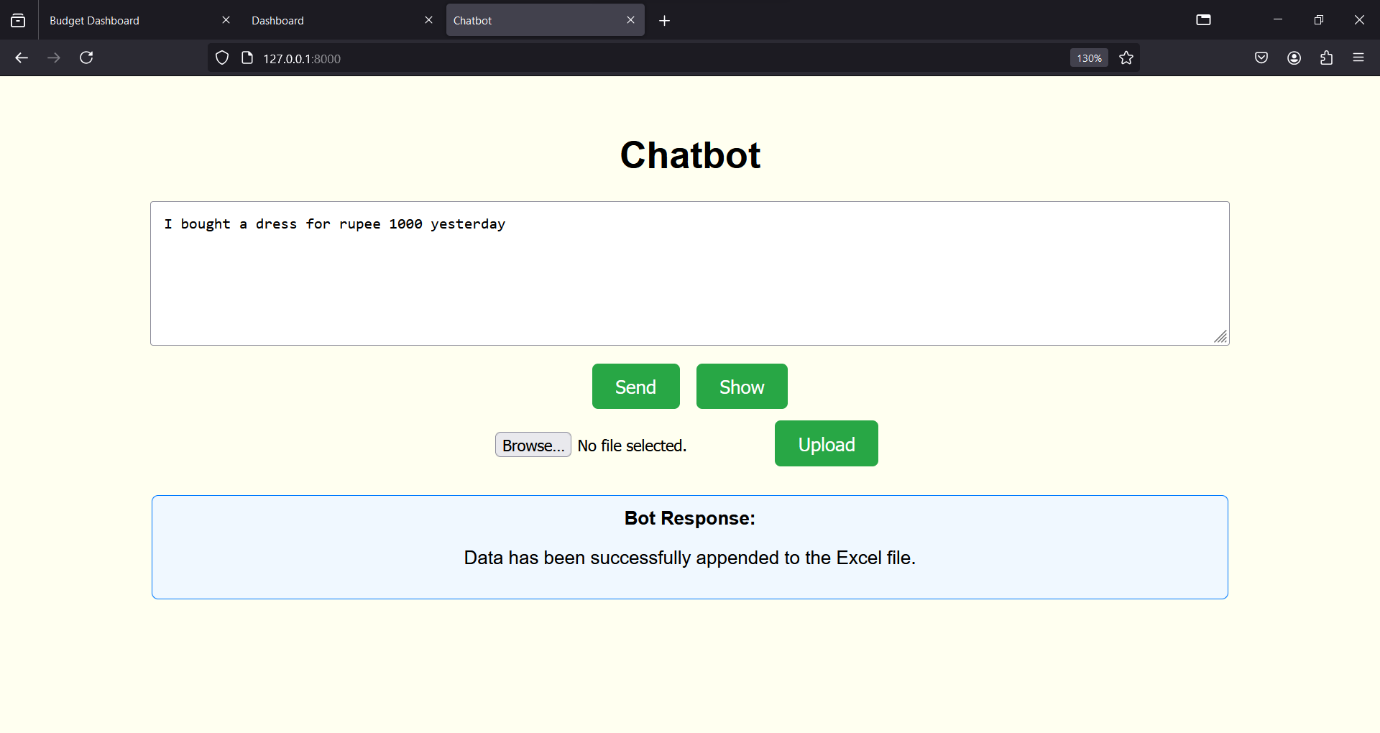 Budget Dashboard Dashboard Chatbot
127.0.0.1:8000 130%
Chatbot
I bought a dress for rupee 1000 yesterday
Send Show
Browse... No file selected. Upload
Bot Response:
Data has been successfully appended to the Excel file.